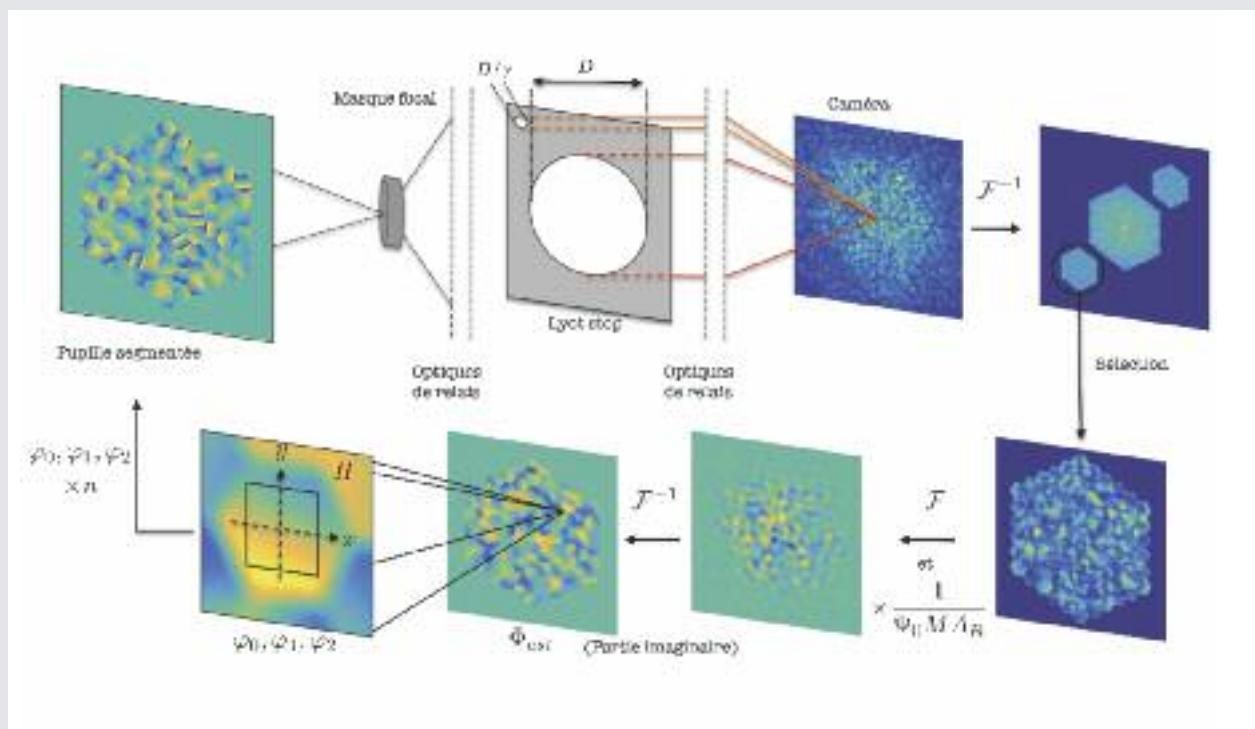 D/γ
D
Masque focal
Caméra
F⁻¹
Lyot stop
Pupille segmentée
Optiques
de relais
Optiques
de relais
Sélection
φ₀, φ₁, φ₂
× n
y
H
x
φ₀, φ₁, φ₂
F⁻¹
Φ_est
(Partie imaginaire)
F
et
× 1